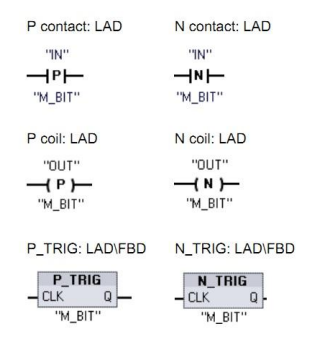 P contact: LAD N contact: LAD
"IN" "IN"
P N
"M_BIT" "M_BIT"
P coil: LAD N coil: LAD
"OUT" "OUT"
( P ) ( N )
"M_BIT" "M_BIT"
P_TRIG: LAD\FBD N_TRIG: LAD\FBD
P_TRIG N_TRIG
CLK Q CLK Q
"M_BIT" "M_BIT"